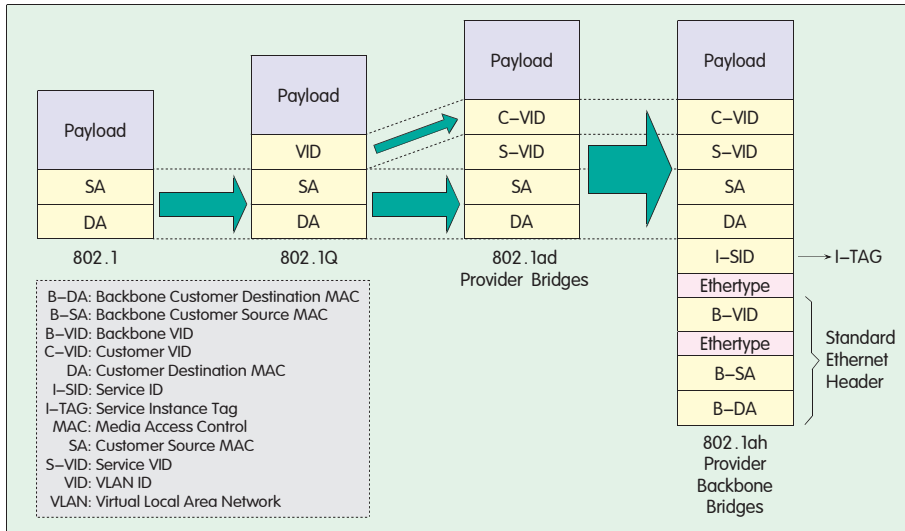 Payload
SA
DA
802.1
Payload
VID
SA
DA
802.1Q
Payload
C–VID
S–VID
SA
DA
802.1ad
Provider Bridges
Payload
C–VID
S–VID
SA
DA
I–SID
Ethertype
B–VID
Ethertype
B–SA
B–DA
802.1ah
Provider
Backbone
Bridges
I–TAG
Standard
Ethernet
Header
B–DA: Backbone Customer Destination MAC
B–SA: Backbone Customer Source MAC
B–VID: Backbone VID
C–VID: Customer VID
DA: Customer Destination MAC
I–SID: Service ID
I–TAG: Service Instance Tag
MAC: Media Access Control
SA: Customer Source MAC
S–VID: Service VID
VID: VLAN ID
VLAN: Virtual Local Area Network